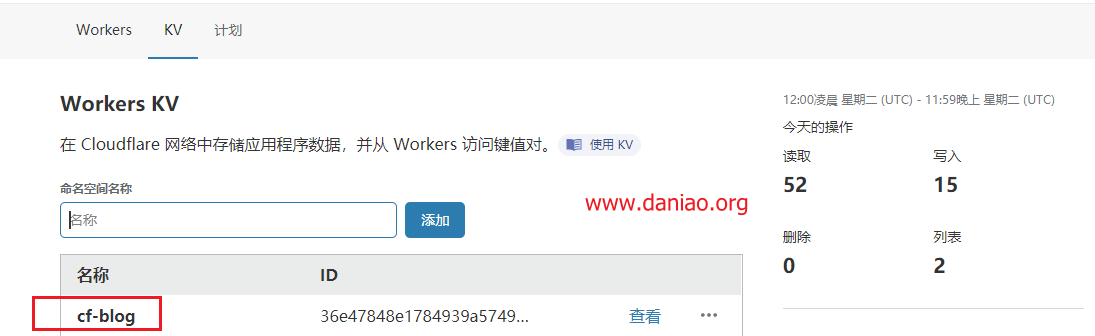 Workers KV 计划
Workers KV
在 Cloudflare 网络中存储应用程序数据，并从 Workers 访问键值对。 使用 KV
命名空间名称
名称 添加
www.daniao.org
名称 ID
cf-blog 36e47848e1784939a5749... 查看 •••
12:00凌晨 星期二 (UTC) - 11:59晚上 星期二 (UTC)
今天的操作
读取 写入
52 15
删除 列表
0 2